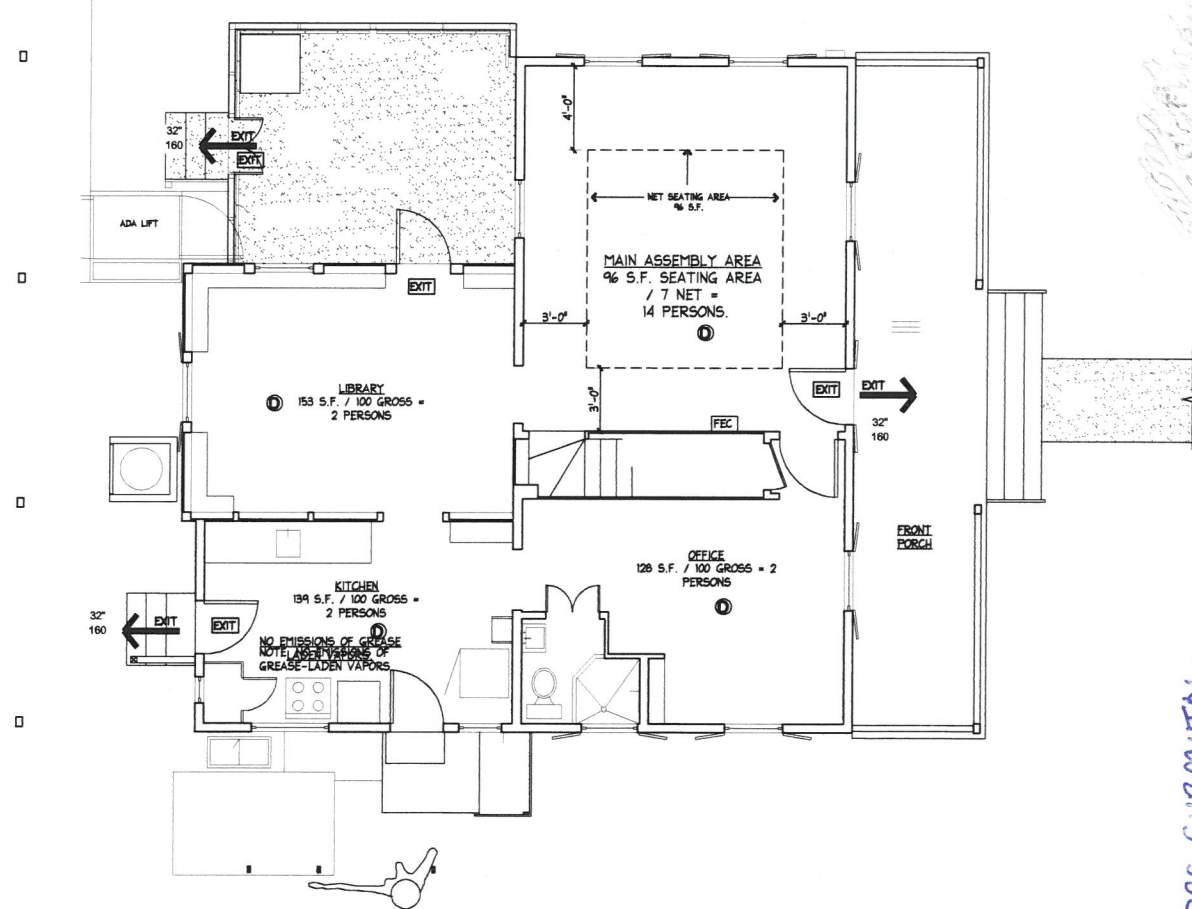 32"
160
EXIT
EXIT
ADA LIFT
4'-0"
NET SEATING AREA
96 S.F.
MAIN ASSEMBLY AREA
96 S.F. SEATING AREA
/ 7 NET =
14 PERSONS.
D
3'-0"
3'-0"
3'-0"
EXIT
LIBRARY
153 S.F. / 100 GROSS =
2 PERSONS
D
EXIT
EXIT
32"
160
FEC
FRONT
PORCH
OFFICE
128 S.F. / 100 GROSS = 2
PERSONS
D
KITCHEN
139 S.F. / 100 GROSS =
2 PERSONS
D
32"
160
EXIT
EXIT
NO EMISSIONS OF GREASE
LADEN VAPORS.
NOTE: NO EMISSIONS OF
GREASE-LADEN VAPORS